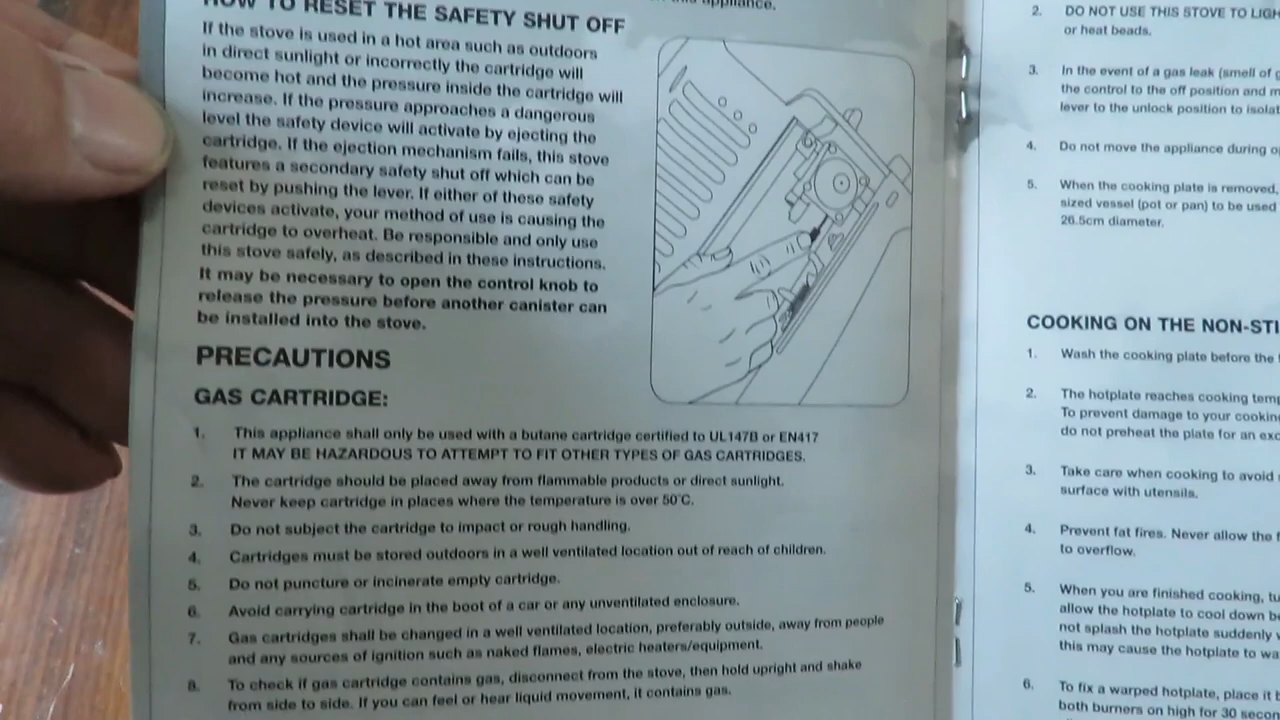 this appliance.
HOW TO RESET THE SAFETY SHUT OFF
If the stove is used in a hot area such as outdoors
in direct sunlight or incorrectly the cartridge will
become hot and the pressure inside the cartridge will
increase. If the pressure approaches a dangerous
level the safety device will activate by ejecting the
cartridge. If the ejection mechanism fails, this stove
features a secondary safety shut off which can be
reset by pushing the lever. If either of these safety
devices activate, your method of use is causing the
cartridge to overheat. Be responsible and only use
this stove safely, as described in these instructions.
It may be necessary to open the control knob to
release the pressure before another canister can
be installed into the stove.
PRECAUTIONS
GAS CARTRIDGE:
1. This appliance shall only be used with a butane cartridge certified to UL147B or EN417
IT MAY BE HAZARDOUS TO ATTEMPT TO FIT OTHER TYPES OF GAS CARTRIDGES.
2. The cartridge should be placed away from flammable products or direct sunlight.
Never keep cartridge in places where the temperature is over 50°C.
3. Do not subject the cartridge to impact or rough handling.
4. Cartridges must be stored outdoors in a well ventilated location out of reach of children.
5. Do not puncture or incinerate empty cartridge.
6. Avoid carrying cartridge in the boot of a car or any unventilated enclosure.
7. Gas cartridges shall be changed in a well ventilated location, preferably outside, away from people
and any sources of ignition such as naked flames, electric heaters/equipment.
8. To check if gas cartridge contains gas, disconnect from the stove, then hold upright and shake
from side to side. If you can feel or hear liquid movement, it contains gas.
2. DO NOT USE THIS STOVE TO LIGH
or heat beads.
3. In the event of a gas leak (smell of g
the control to the off position and m
lever to the unlock position to isolat
4. Do not move the appliance during o
5. When the cooking plate is removed,
sized vessel (pot or pan) to be used
26.5cm diameter.
COOKING ON THE NON-STI
1. Wash the cooking plate before the f
2. The hotplate reaches cooking temp
To prevent damage to your cookin
do not preheat the plate for an exc
3. Take care when cooking to avoid
surface with utensils.
4. Prevent fat fires. Never allow the f
to overflow.
5. When you are finished cooking, tu
allow the hotplate to cool down be
not splash the hotplate suddenly
this may cause the hotplate to wa
6. To fix a warped hotplate, place it b
both burners on high for 30 secon